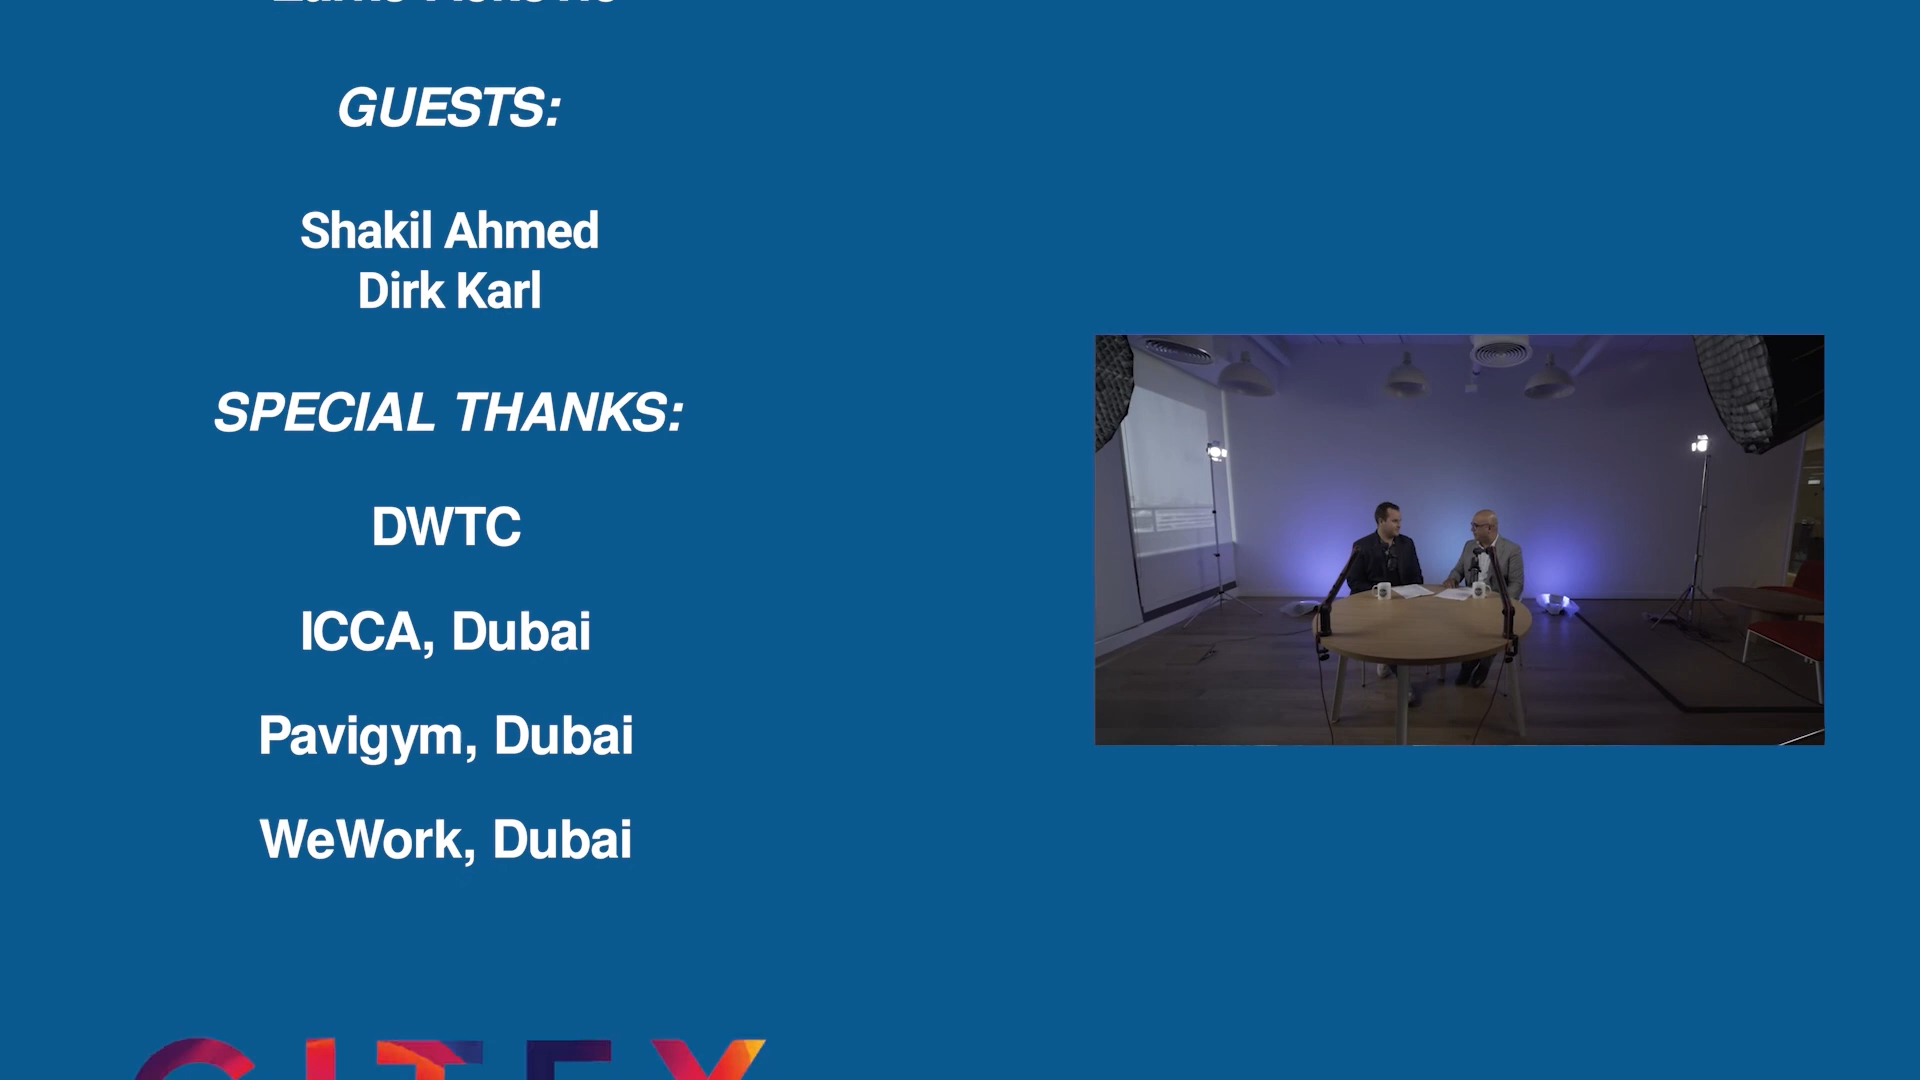 GUESTS:
Shakil Ahmed
Dirk Karl
SPECIAL THANKS:
DWTC
ICCA, Dubai
Pavigym, Dubai
WeWork, Dubai